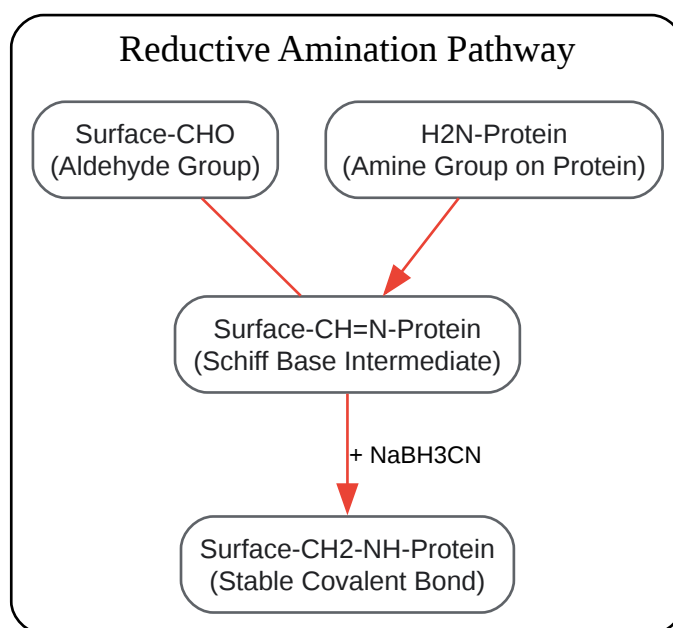 Reductive Amination Pathway
Surface-CHO
(Aldehyde Group)
H2N-Protein
(Amine Group on Protein)
Surface-CH=N-Protein
(Schiff Base Intermediate)
+ NaBH3CN
Surface-CH2-NH-Protein
(Stable Covalent Bond)